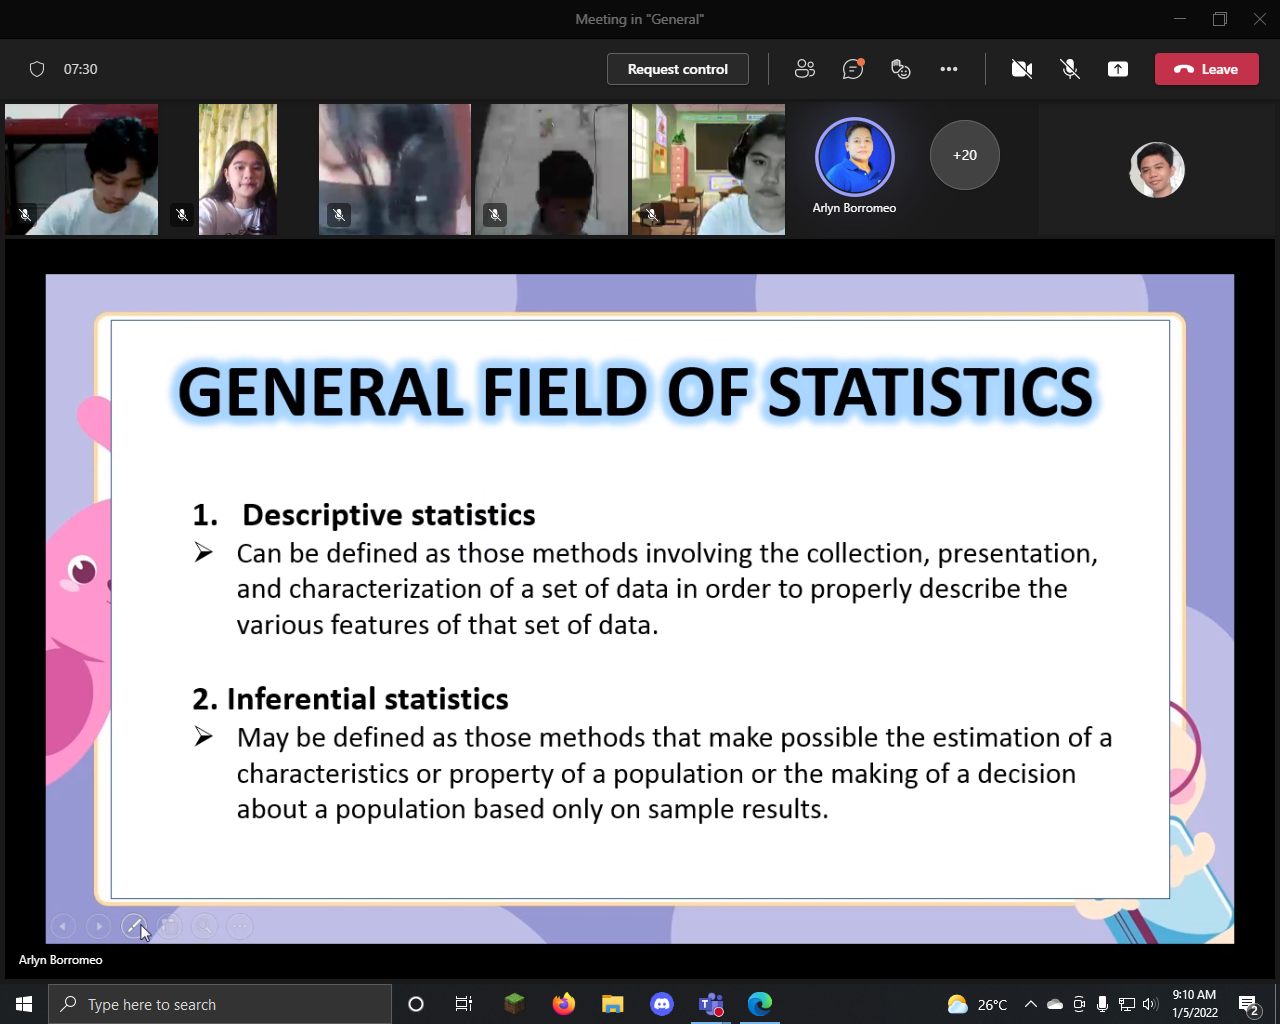 Meeting in "General"
07:30
Request control
Leave
+20
Arlyn Borromeo
GENERAL FIELD OF STATISTICS
1. Descriptive statistics
➢ Can be defined as those methods involving the collection, presentation,
and characterization of a set of data in order to properly describe the
various features of that set of data.
2. Inferential statistics
➢ May be defined as those methods that make possible the estimation of a
characteristics or property of a population or the making of a decision
about a population based only on sample results.
Arlyn Borromeo
Type here to search
26°C
9:10 AM
1/5/2022
2